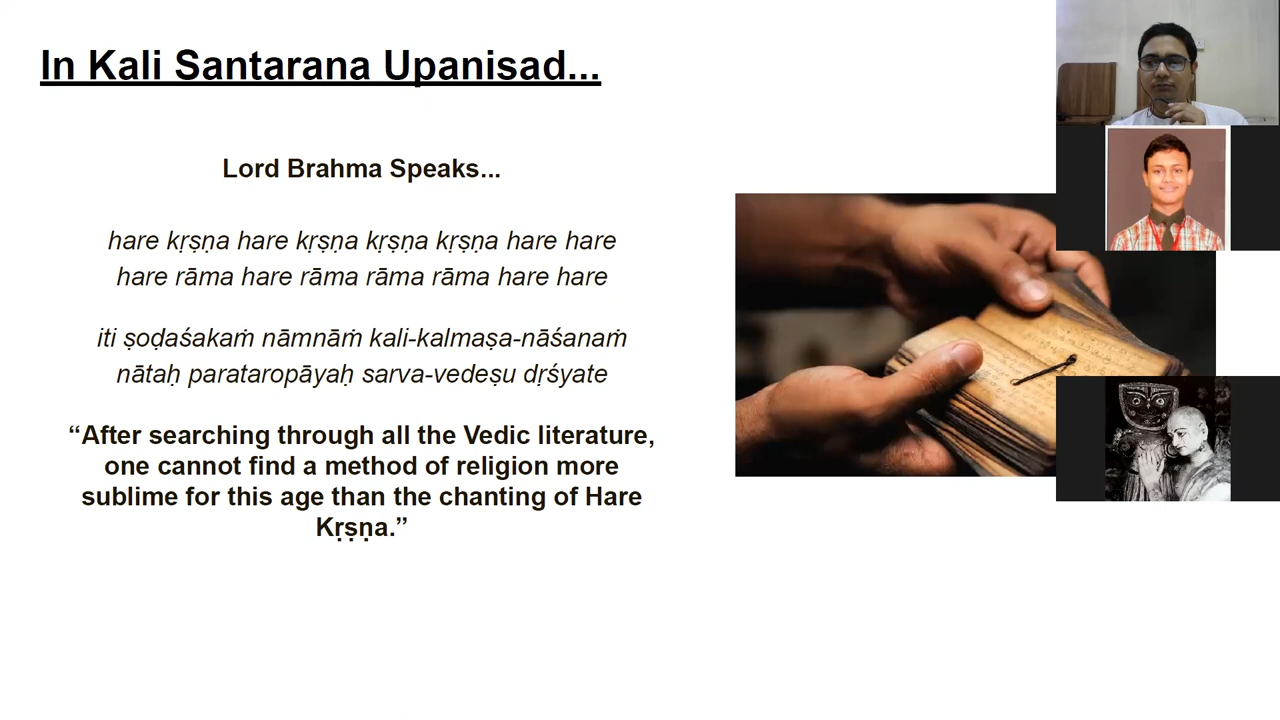 In Kali Santarana Upanisad...
Lord Brahma Speaks...
hare kṛṣṇa hare kṛṣṇa kṛṣṇa kṛṣṇa hare hare
hare rāma hare rāma rāma rāma hare hare
iti ṣoḍaśakaṁ nāmnāṁ kali-kalmaṣa-nāśanaṁ
nātaḥ parataropāyaḥ sarva-vedeṣu dṛśyate
“After searching through all the Vedic literature,
one cannot find a method of religion more
sublime for this age than the chanting of Hare
Kṛṣṇa.”